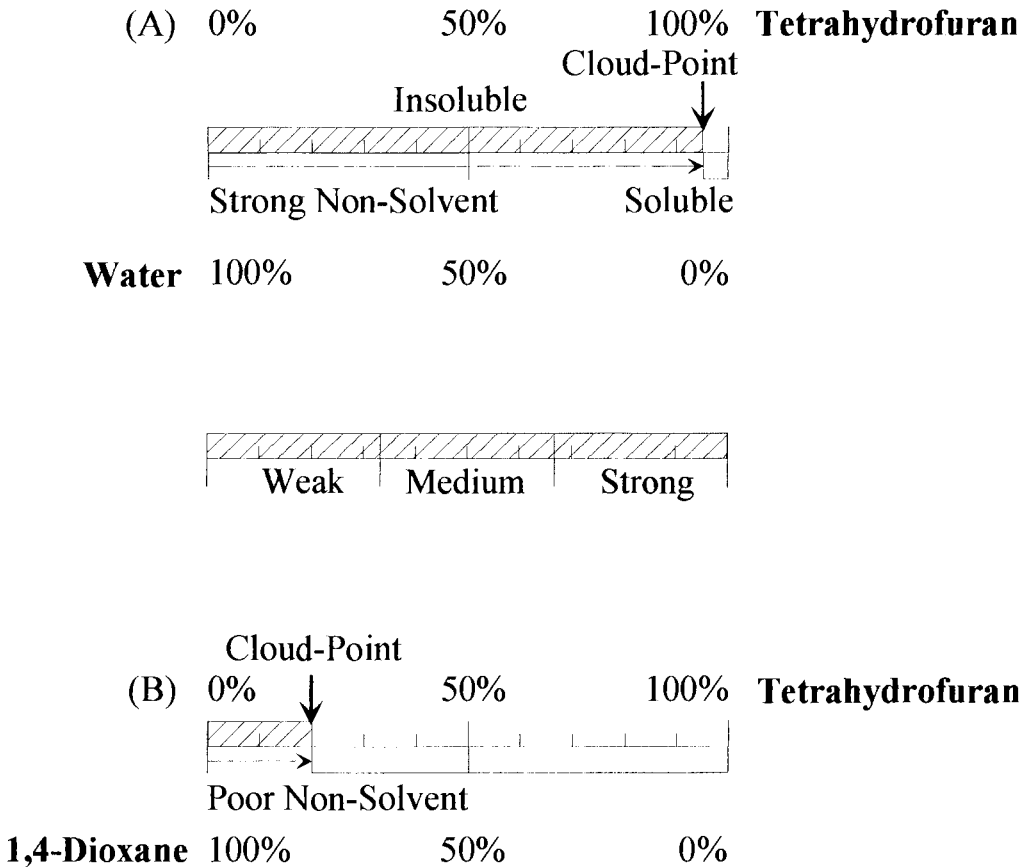 (A) 0% 50% 100% Tetrahydrofuran
Cloud-Point
Insoluble
Strong Non-Solvent Soluble
Water 100% 50% 0%
Weak Medium Strong
Cloud-Point
(B) 0% 50% 100% Tetrahydrofuran
Poor Non-Solvent
1,4-Dioxane 100% 50% 0%